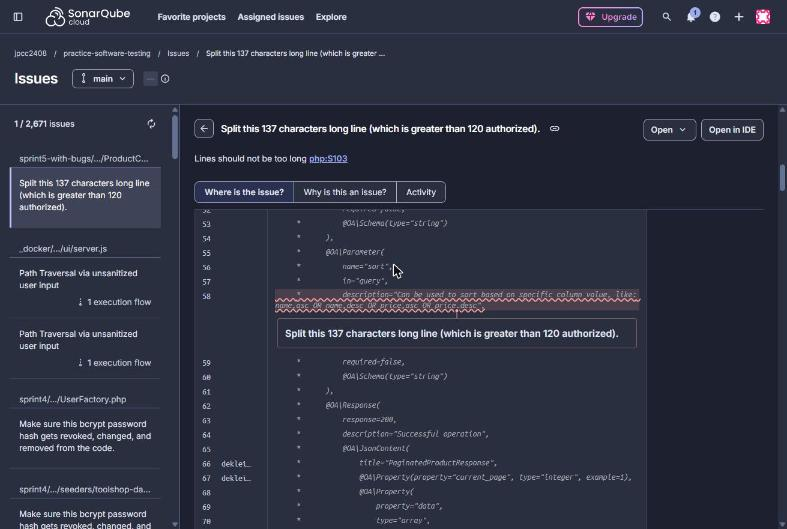 SonarQube
cloud
Favorite projects
Assigned issues
Explore
Upgrade
1
jpcc2408 / practice-software-testing / Issues / Split this 137 characters long line (which is greater ...
Issues
main
1 / 2,671 issues
sprint5-with-bugs/.../ProductC...
Split this 137 characters long line
(which is greater than 120
authorized).
_docker/.../ui/server.js
Path Traversal via unsanitized
user input
1 execution flow
Path Traversal via unsanitized
user input
1 execution flow
sprint4/.../UserFactory.php
Make sure this bcrypt password
hash gets revoked, changed, and
removed from the code.
sprint4/.../seeders/toolshop-da...
Make sure this bcrypt password
hash gets revoked, changed, and
Split this 137 characters long line (which is greater than 120 authorized).
Open
Open in IDE
Lines should not be too long php:S103
Where is the issue?
Why is this an issue?
Activity
52 * required=false,
53 * @OA\Schema(type="string")
54 * ),
55 * @OA\Parameter(
56 * name="sort",
57 * in="query",
58 * description="Can be used to sort based on specific column value, like:
name,asc OR name,desc OR price,asc OR price,desc",
Split this 137 characters long line (which is greater than 120 authorized).
59 * required=false,
60 * @OA\Schema(type="string")
61 * ),
62 * @OA\Response(
63 * response=200,
64 * description="Successful operation",
65 * @OA\JsonContent(
66 deklei... * title="PaginatedProductResponse",
67 deklei... * @OA\Property(property="current_page", type="integer", example=1),
68 * @OA\Property(
69 * property="data",
70 * type="array",